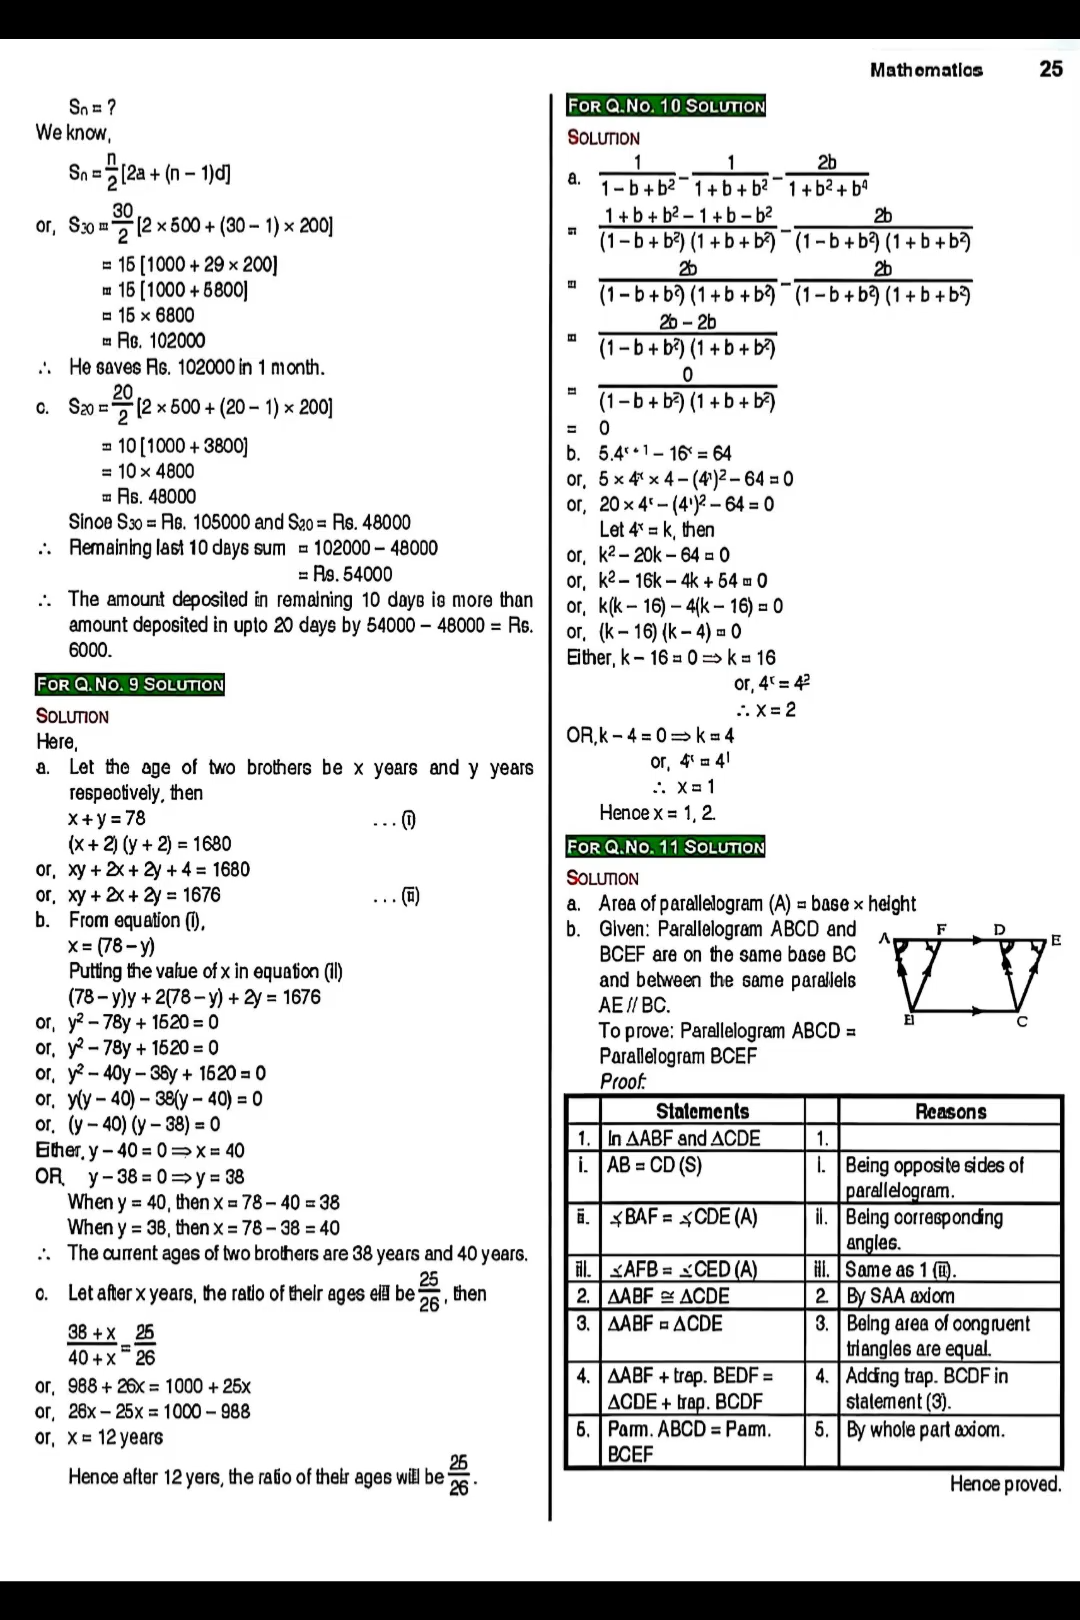 Mathematics 25
Sn = ?
We know,
Sn = n/2 [2a + (n – 1)d]
or, S30 = 30/2 [2 × 500 + (30 – 1) × 200]
= 15 [1000 + 29 × 200]
= 15 [1000 + 5800]
= 15 × 6800
= Rs. 102000
∴ He saves Rs. 102000 in 1 month.
c. S20 = 20/2 [2 × 500 + (20 – 1) × 200]
= 10 [1000 + 3800]
= 10 × 4800
= Rs. 48000
Since S30 = Rs. 105000 and S20 = Rs. 48000
∴ Remaining last 10 days sum = 102000 – 48000
= Rs. 54000
∴ The amount deposited in remaining 10 days is more than
amount deposited in upto 20 days by 54000 – 48000 = Rs.
6000.
FOR Q.NO. 9 SOLUTION
SOLUTION
Here,
a. Let the age of two brothers be x years and y years
respectively, then
x + y = 78 ... (i)
(x + 2) (y + 2) = 1680
or, xy + 2x + 2y + 4 = 1680
or, xy + 2x + 2y = 1676 ... (ii)
b. From equation (i),
x = (78 – y)
Putting the value of x in equation (ii)
(78 – y)y + 2(78 – y) + 2y = 1676
or, y² – 78y + 1520 = 0
or, y² – 78y + 1520 = 0
or, y² – 40y – 38y + 1520 = 0
or, y(y – 40) – 38(y – 40) = 0
or, (y – 40) (y – 38) = 0
Either, y – 40 = 0 ⇒ x = 40
OR, y – 38 = 0 ⇒ y = 38
When y = 40, then x = 78 – 40 = 38
When y = 38, then x = 78 – 38 = 40
∴ The current ages of two brothers are 38 years and 40 years.
c. Let after x years, the ratio of their ages ell be 25/26, then
(38 + x)/(40 + x) = 25/26
or, 988 + 26x = 1000 + 25x
or, 26x – 25x = 1000 – 988
or, x = 12 years
Hence after 12 yers, the ratio of their ages will be 25/26.
FOR Q.NO. 10 SOLUTION
SOLUTION
a. 1/(1 – b + b²) – 1/(1 + b + b²) – 2b/(1 + b² + b⁴)
= (1 + b + b² – 1 + b – b²)/((1 – b + b²) (1 + b + b²)) – 2b/((1 – b + b²) (1 + b + b²))
= 2b/((1 – b + b²) (1 + b + b²)) – 2b/((1 – b + b²) (1 + b + b²))
= (2b – 2b)/((1 – b + b²) (1 + b + b²))
= 0/((1 – b + b²) (1 + b + b²))
= 0
b. 5.4ˣ⁺¹ – 16ˣ = 64
or, 5 × 4ˣ × 4 – (4ˣ)² – 64 = 0
or, 20 × 4ˣ – (4ˣ)² – 64 = 0
Let 4ˣ = k, then
or, k² – 20k – 64 = 0
or, k² – 16k – 4k + 54 = 0
or, k(k – 16) – 4(k – 16) = 0
or, (k – 16) (k – 4) = 0
Either, k – 16 = 0 ⇒ k = 16
or, 4ˣ = 4²
∴ x = 2
OR, k – 4 = 0 ⇒ k = 4
or, 4ˣ = 4¹
∴ x = 1
Hence x = 1, 2.
FOR Q.NO. 11 SOLUTION
SOLUTION
a. Area of parallelogram (A) = base × height
b. Given: Parallelogram ABCD and
BCEF are on the same base BC
and between the same parallels
AE // BC.
To prove: Parallelogram ABCD =
Parallelogram BCEF
A F D E
B C
Proof:
Statements Reasons
1. In ΔABF and ΔCDE 1.
i. AB = CD (S) i. Being opposite sides of
parallelogram.
ii. ∡BAF = ∡CDE (A) ii. Being corresponding
angles.
iii. ∡AFB = ∡CED (A) iii. Same as 1 (ii).
2. ΔABF ≅ ΔCDE 2. By SAA axiom
3. ΔABF = ΔCDE 3. Being area of congruent
triangles are equal.
4. ΔABF + trap. BEDF = 4. Adding trap. BCDF in
ΔCDE + trap. BCDF statement (3).
5. Parm. ABCD = Parm. 5. By whole part axiom.
BCEF
Hence proved.